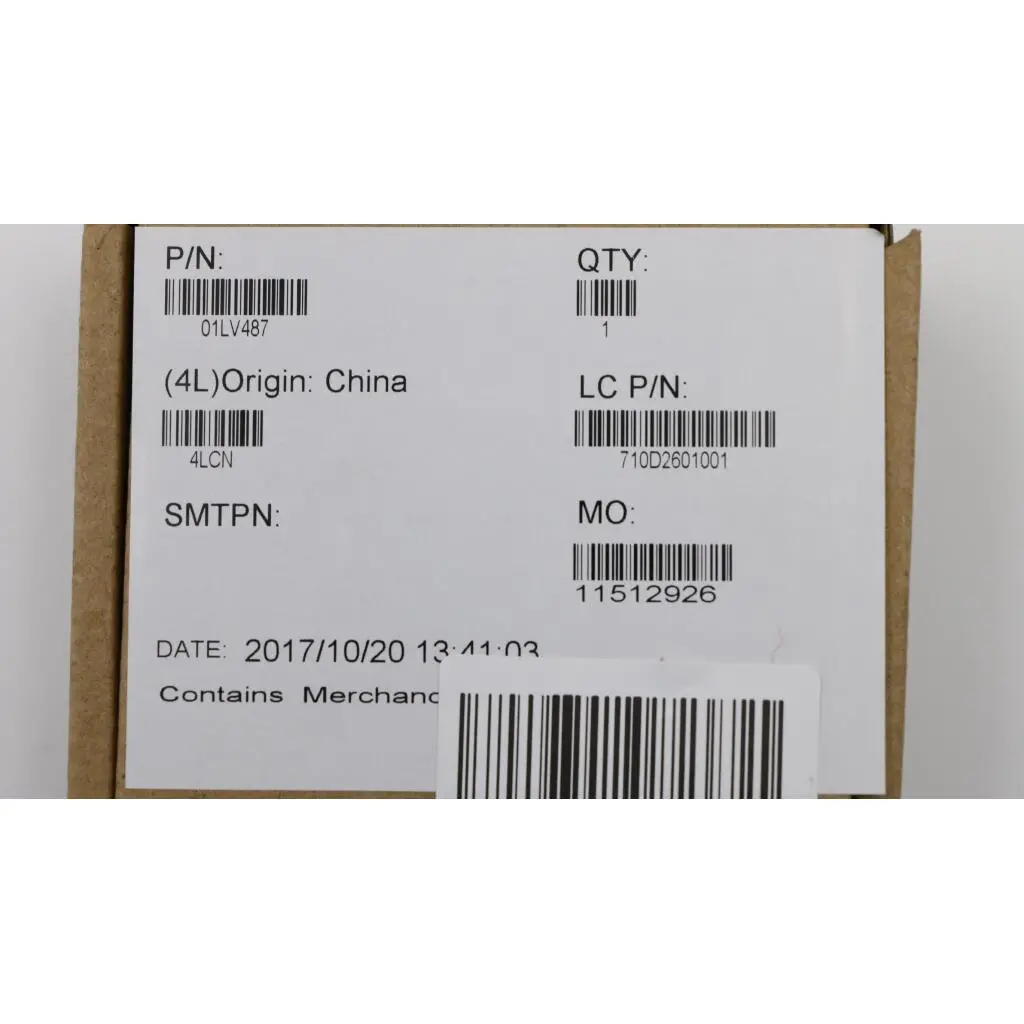 P/N:
01LV487
QTY:
1
(4L)Origin: China
4LCN
LC P/N:
710D2601001
SMTPN:
MO:
11512926
DATE: 2017/10/20 13:41:03
Contains